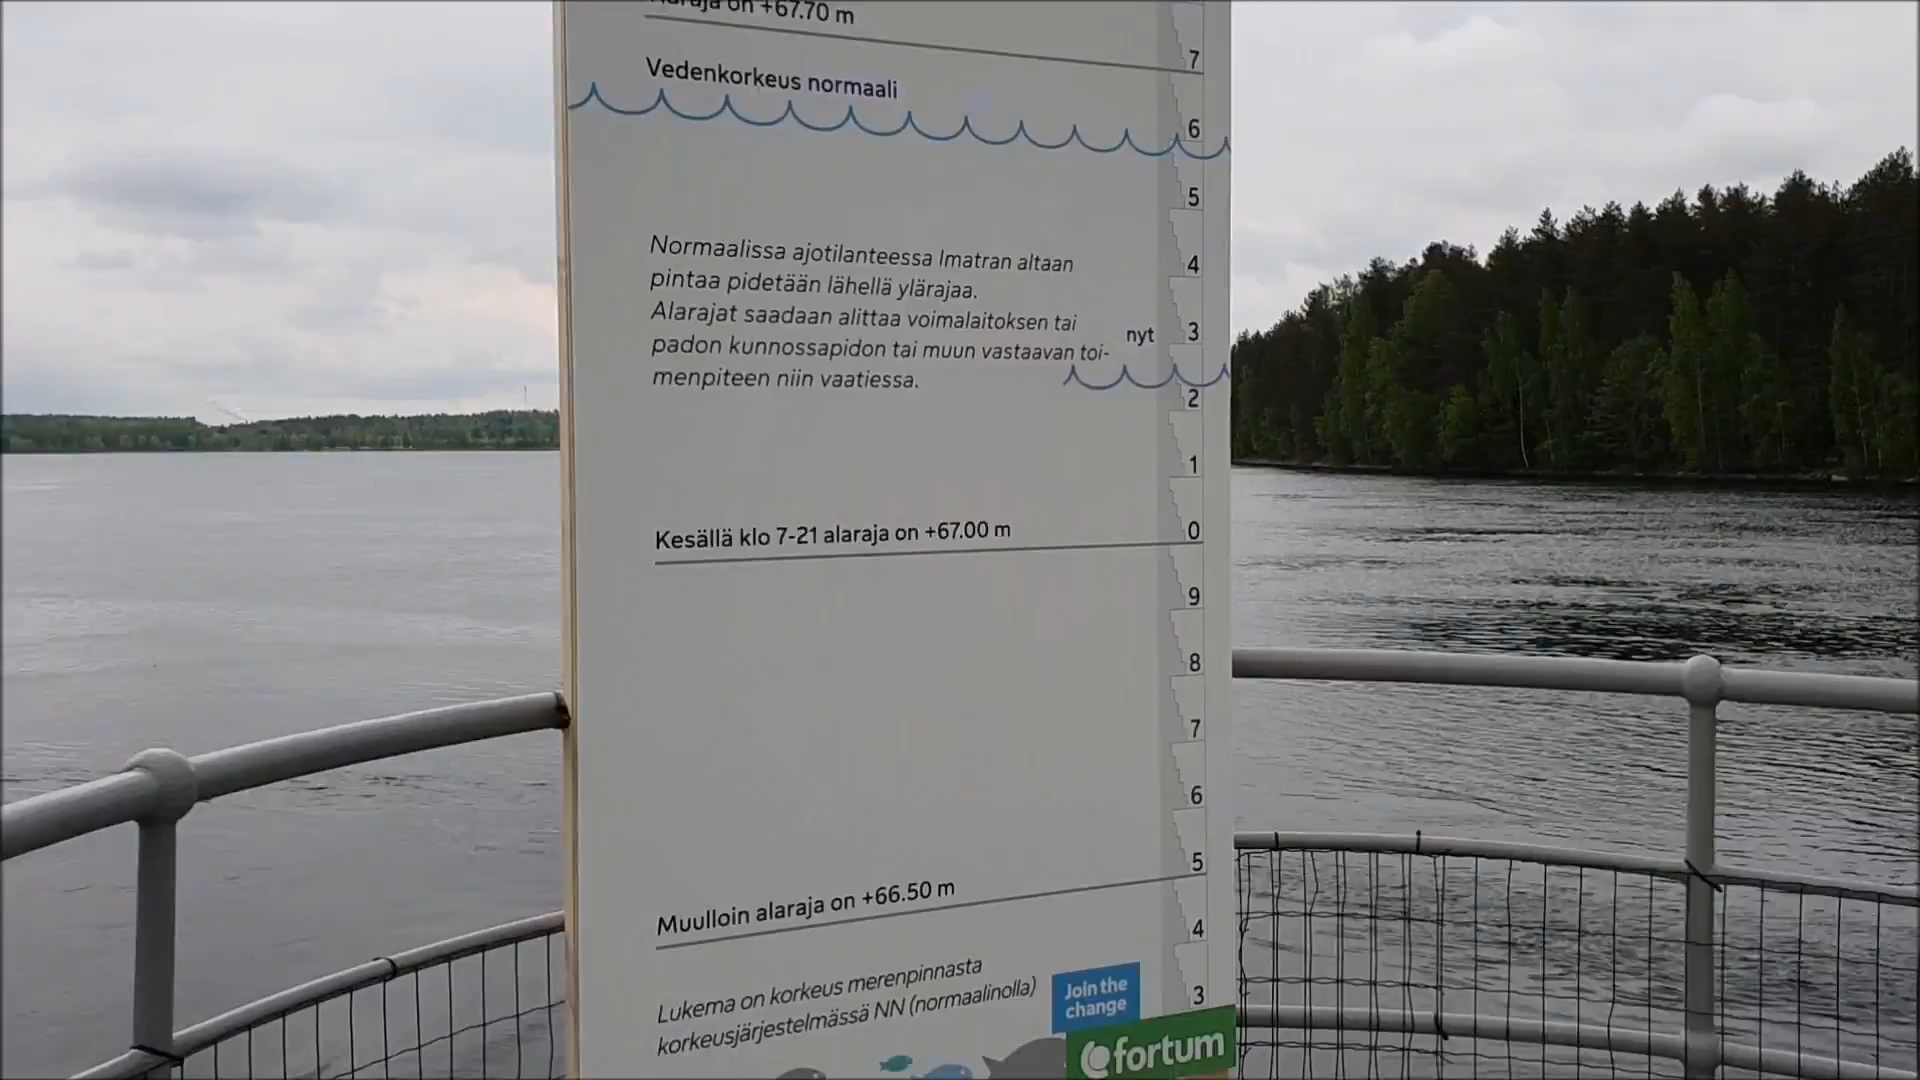 on +67.70 m
7
Vedenkorkeus normaali
6
5
Normaalissa ajotilanteessa Imatran altaan
pintaa pidetään lähellä ylärajaa.
Alarajat saadaan alittaa voimalaitoksen tai
padon kunnossapidon tai muun vastaavan toi-
menpiteen niin vaatiessa.
4
nyt 3
2
1
Kesällä klo 7-21 alaraja on +67.00 m
0
9
8
7
6
5
Muulloin alaraja on +66.50 m
4
Lukema on korkeus merenpinnasta
korkeusjärjestelmässä NN (normaalinolla)
Join the
change
3
fortum